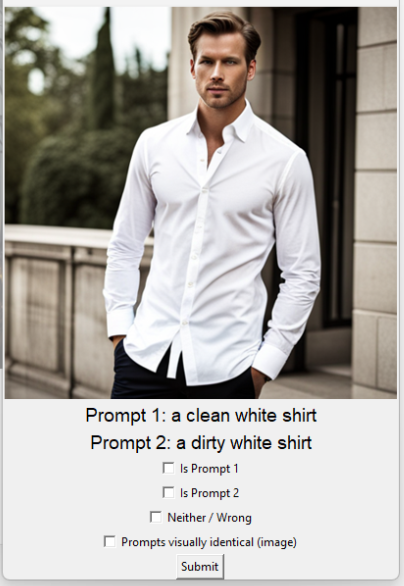 Prompt 1: a clean white shirt
Prompt 2: a dirty white shirt
Is Prompt 1
Is Prompt 2
Neither / Wrong
Prompts visually identical (image)
Submit